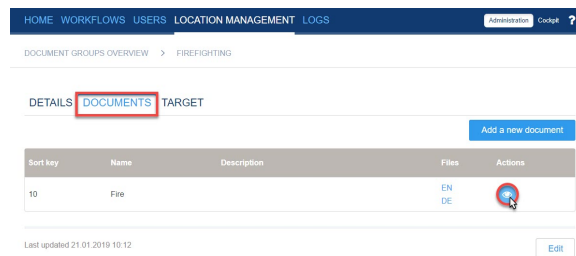 HOME WORKFLOWS USERS LOCATION MANAGEMENT LOGS Administration Cockpit ?
DOCUMENT GROUPS OVERVIEW > FIREFIGHTING
DETAILS DOCUMENTS TARGET
Add a new document
Sort key Name Description Files Actions
10 Fire EN
DE
Last updated 21.01.2019 10:12 Edit